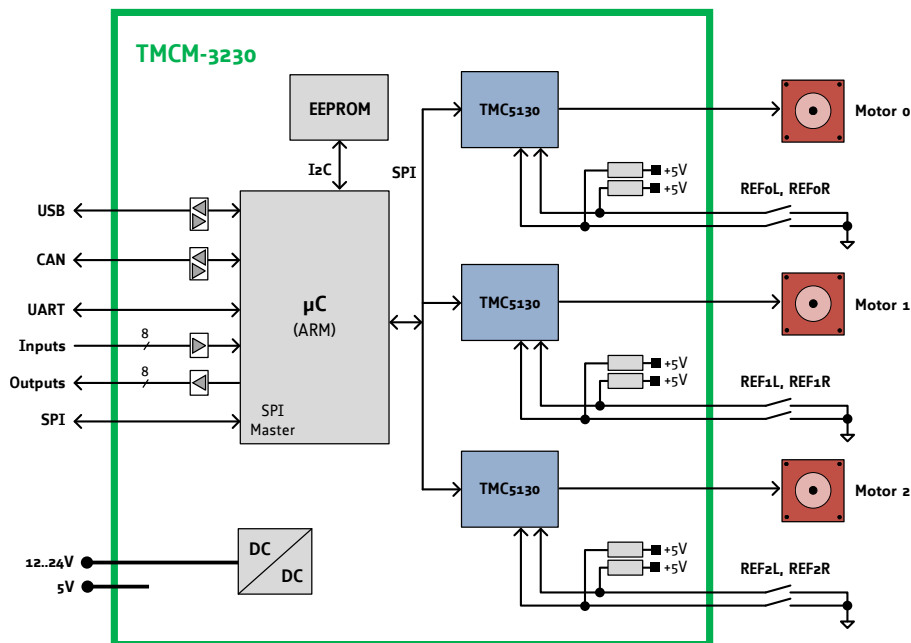 TMCM-3230
EEPROM
I2C
SPI
USB
CAN
UART
Inputs
8
Outputs
8
SPI
µC
(ARM)
SPI
Master
12..24V
5V
DC
DC
TMC5130
Motor 0
+5V
+5V
REF0L, REF0R
TMC5130
Motor 1
+5V
+5V
REF1L, REF1R
TMC5130
Motor 2
+5V
+5V
REF2L, REF2R